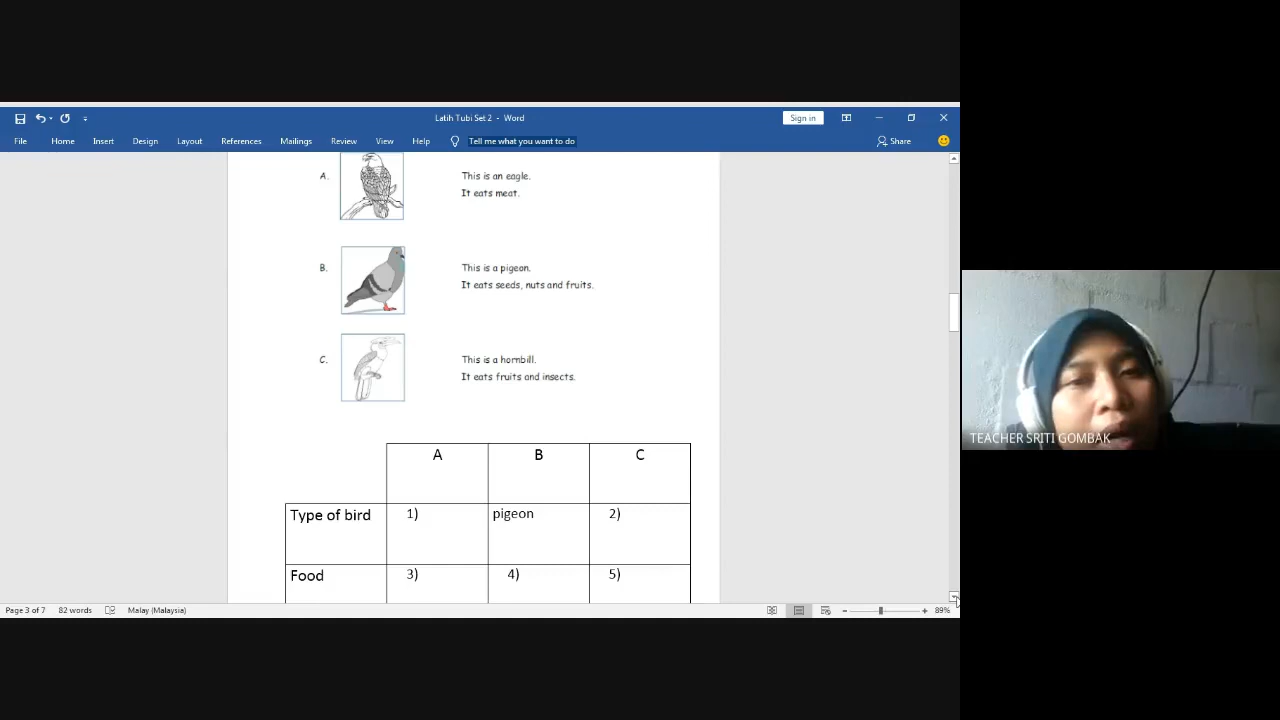 Latih Tubi Set 2 - Word
Sign in
File Home Insert Design Layout References Mailings Review View Help Tell me what you want to do Share
A. This is an eagle.
It eats meat.
B. This is a pigeon.
It eats seeds, nuts and fruits.
C. This is a hornbill.
It eats fruits and insects.
A B C
Type of bird 1) pigeon 2)
Food 3) 4) 5)
Page 3 of 7 82 words Malay (Malaysia) 89%
TEACHER SRITI GOMBAK